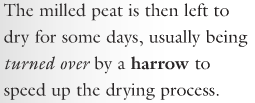 The milled peat is then left to
dry for some days, usually being
turned over by a harrow to
speed up the drying process.